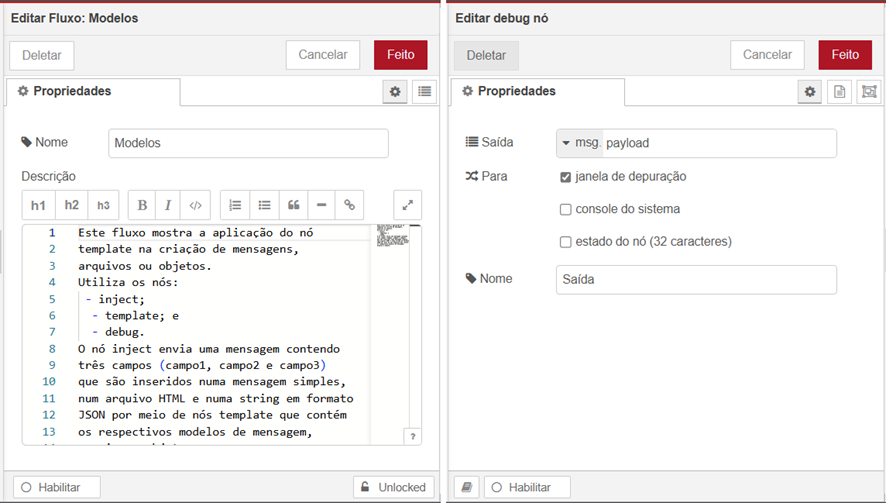 Editar Fluxo: Modelos
Deletar
Cancelar
Feito
Propriedades
Nome
Modelos
Descrição
h1
h2
h3
B
I
</>
1 Este fluxo mostra a aplicação do nó
2 template na criação de mensagens,
3 arquivos ou objetos.
4 Utiliza os nós:
5 - inject;
6 - template; e
7 - debug.
8 O nó inject envia uma mensagem contendo
9 três campos (campo1, campo2 e campo3)
10 que são inseridos numa mensagem simples,
11 num arquivo HTML e numa string em formato
12 JSON por meio de nós template que contém
13 os respectivos modelos de mensagem,
?
Habilitar
Unlocked
Editar debug nó
Deletar
Cancelar
Feito
Propriedades
Saída
msg. payload
Para
janela de depuração
console do sistema
estado do nó (32 caracteres)
Nome
Saída
Habilitar